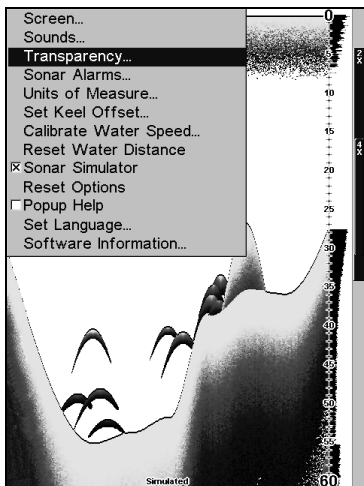 Screen…
Sounds…
Transparency…
Sonar Alarms…
Units of Measure…
Set Keel Offset…
Calibrate Water Speed…
Reset Water Distance
Sonar Simulator
Reset Options
Popup Help
Set Language…
Software Information…
0
5
10
15
20
25
30
35
40
45
50
55
60
2X
4X
Simulated